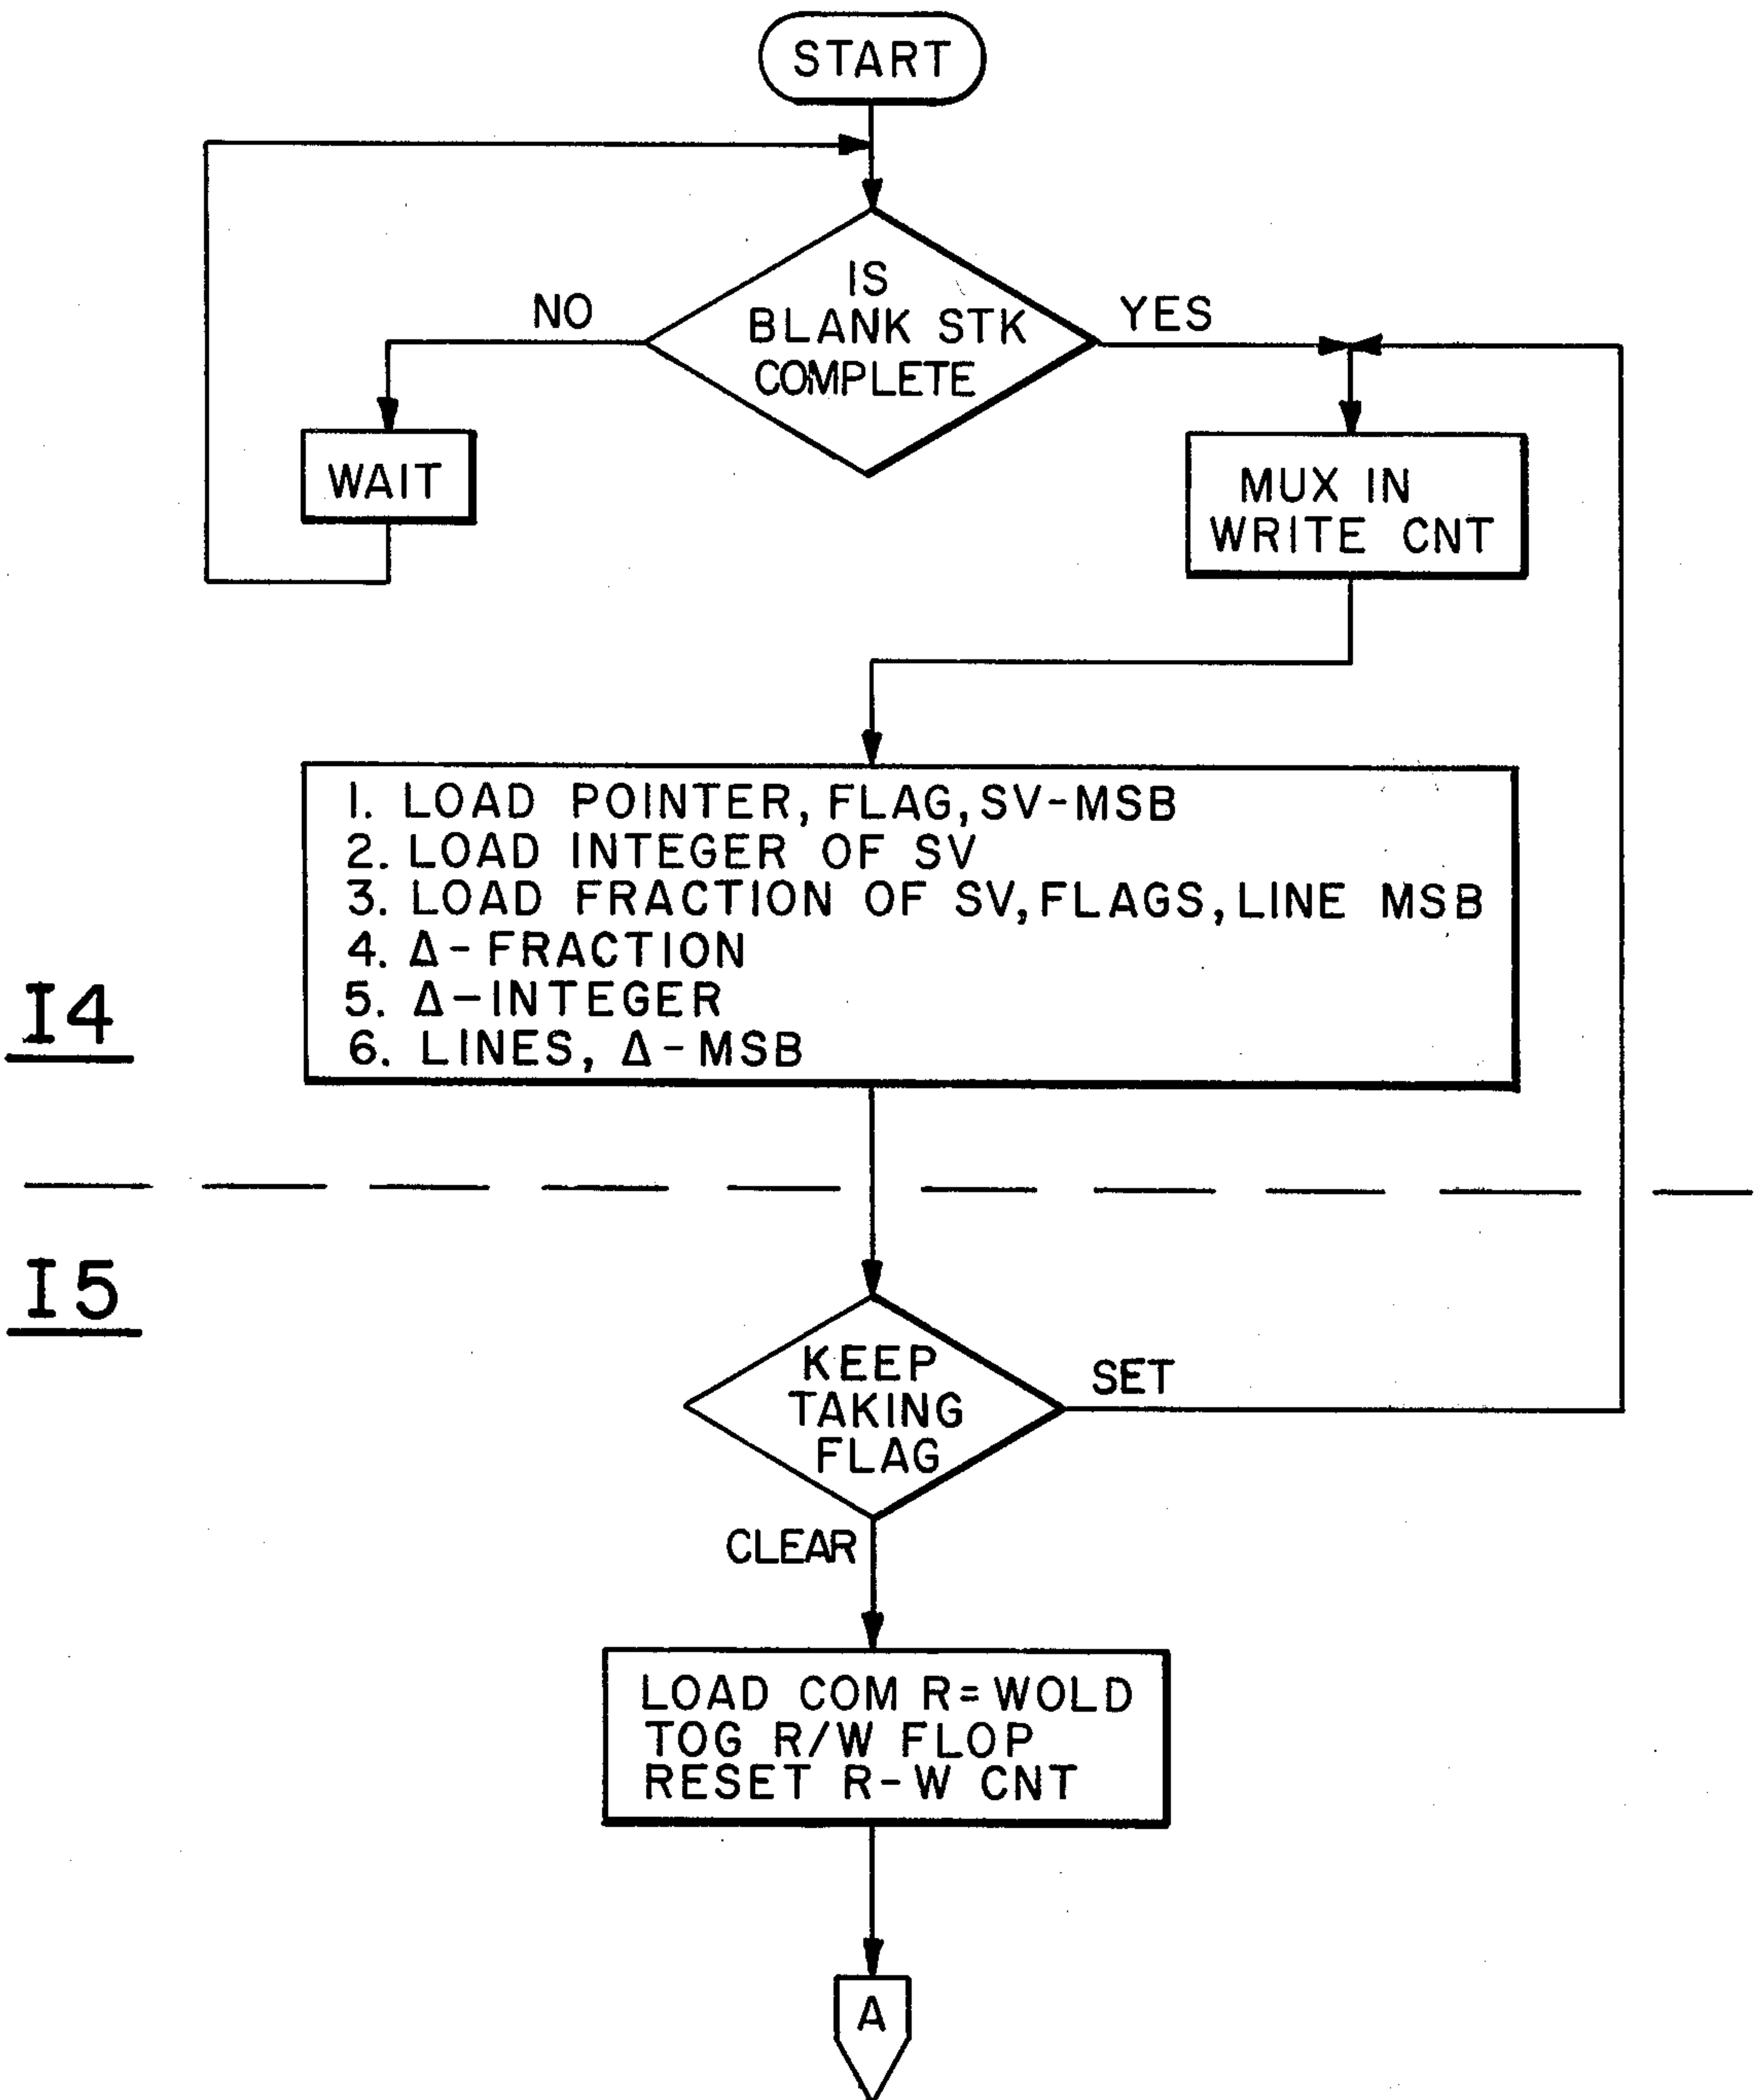 START
IS
BLANK STK
COMPLETE
NO
YES
WAIT
MUX IN
WRITE CNT
1. LOAD POINTER, FLAG, SV-MSB
2. LOAD INTEGER OF SV
3. LOAD FRACTION OF SV, FLAGS, LINE MSB
4. Δ-FRACTION
5. Δ-INTEGER
6. LINES, Δ-MSB
I4
I5
KEEP
TAKING
FLAG
SET
CLEAR
LOAD COM R=WOLD
TOG R/W FLOP
RESET R-W CNT
A